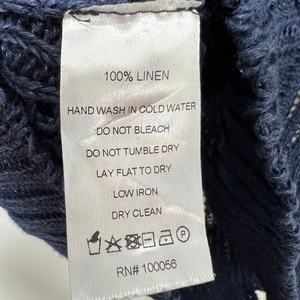 100% LINEN
HAND WASH IN COLD WATER
DO NOT BLEACH
DO NOT TUMBLE DRY
LAY FLAT TO DRY
LOW IRON
DRY CLEAN
RN# 100056